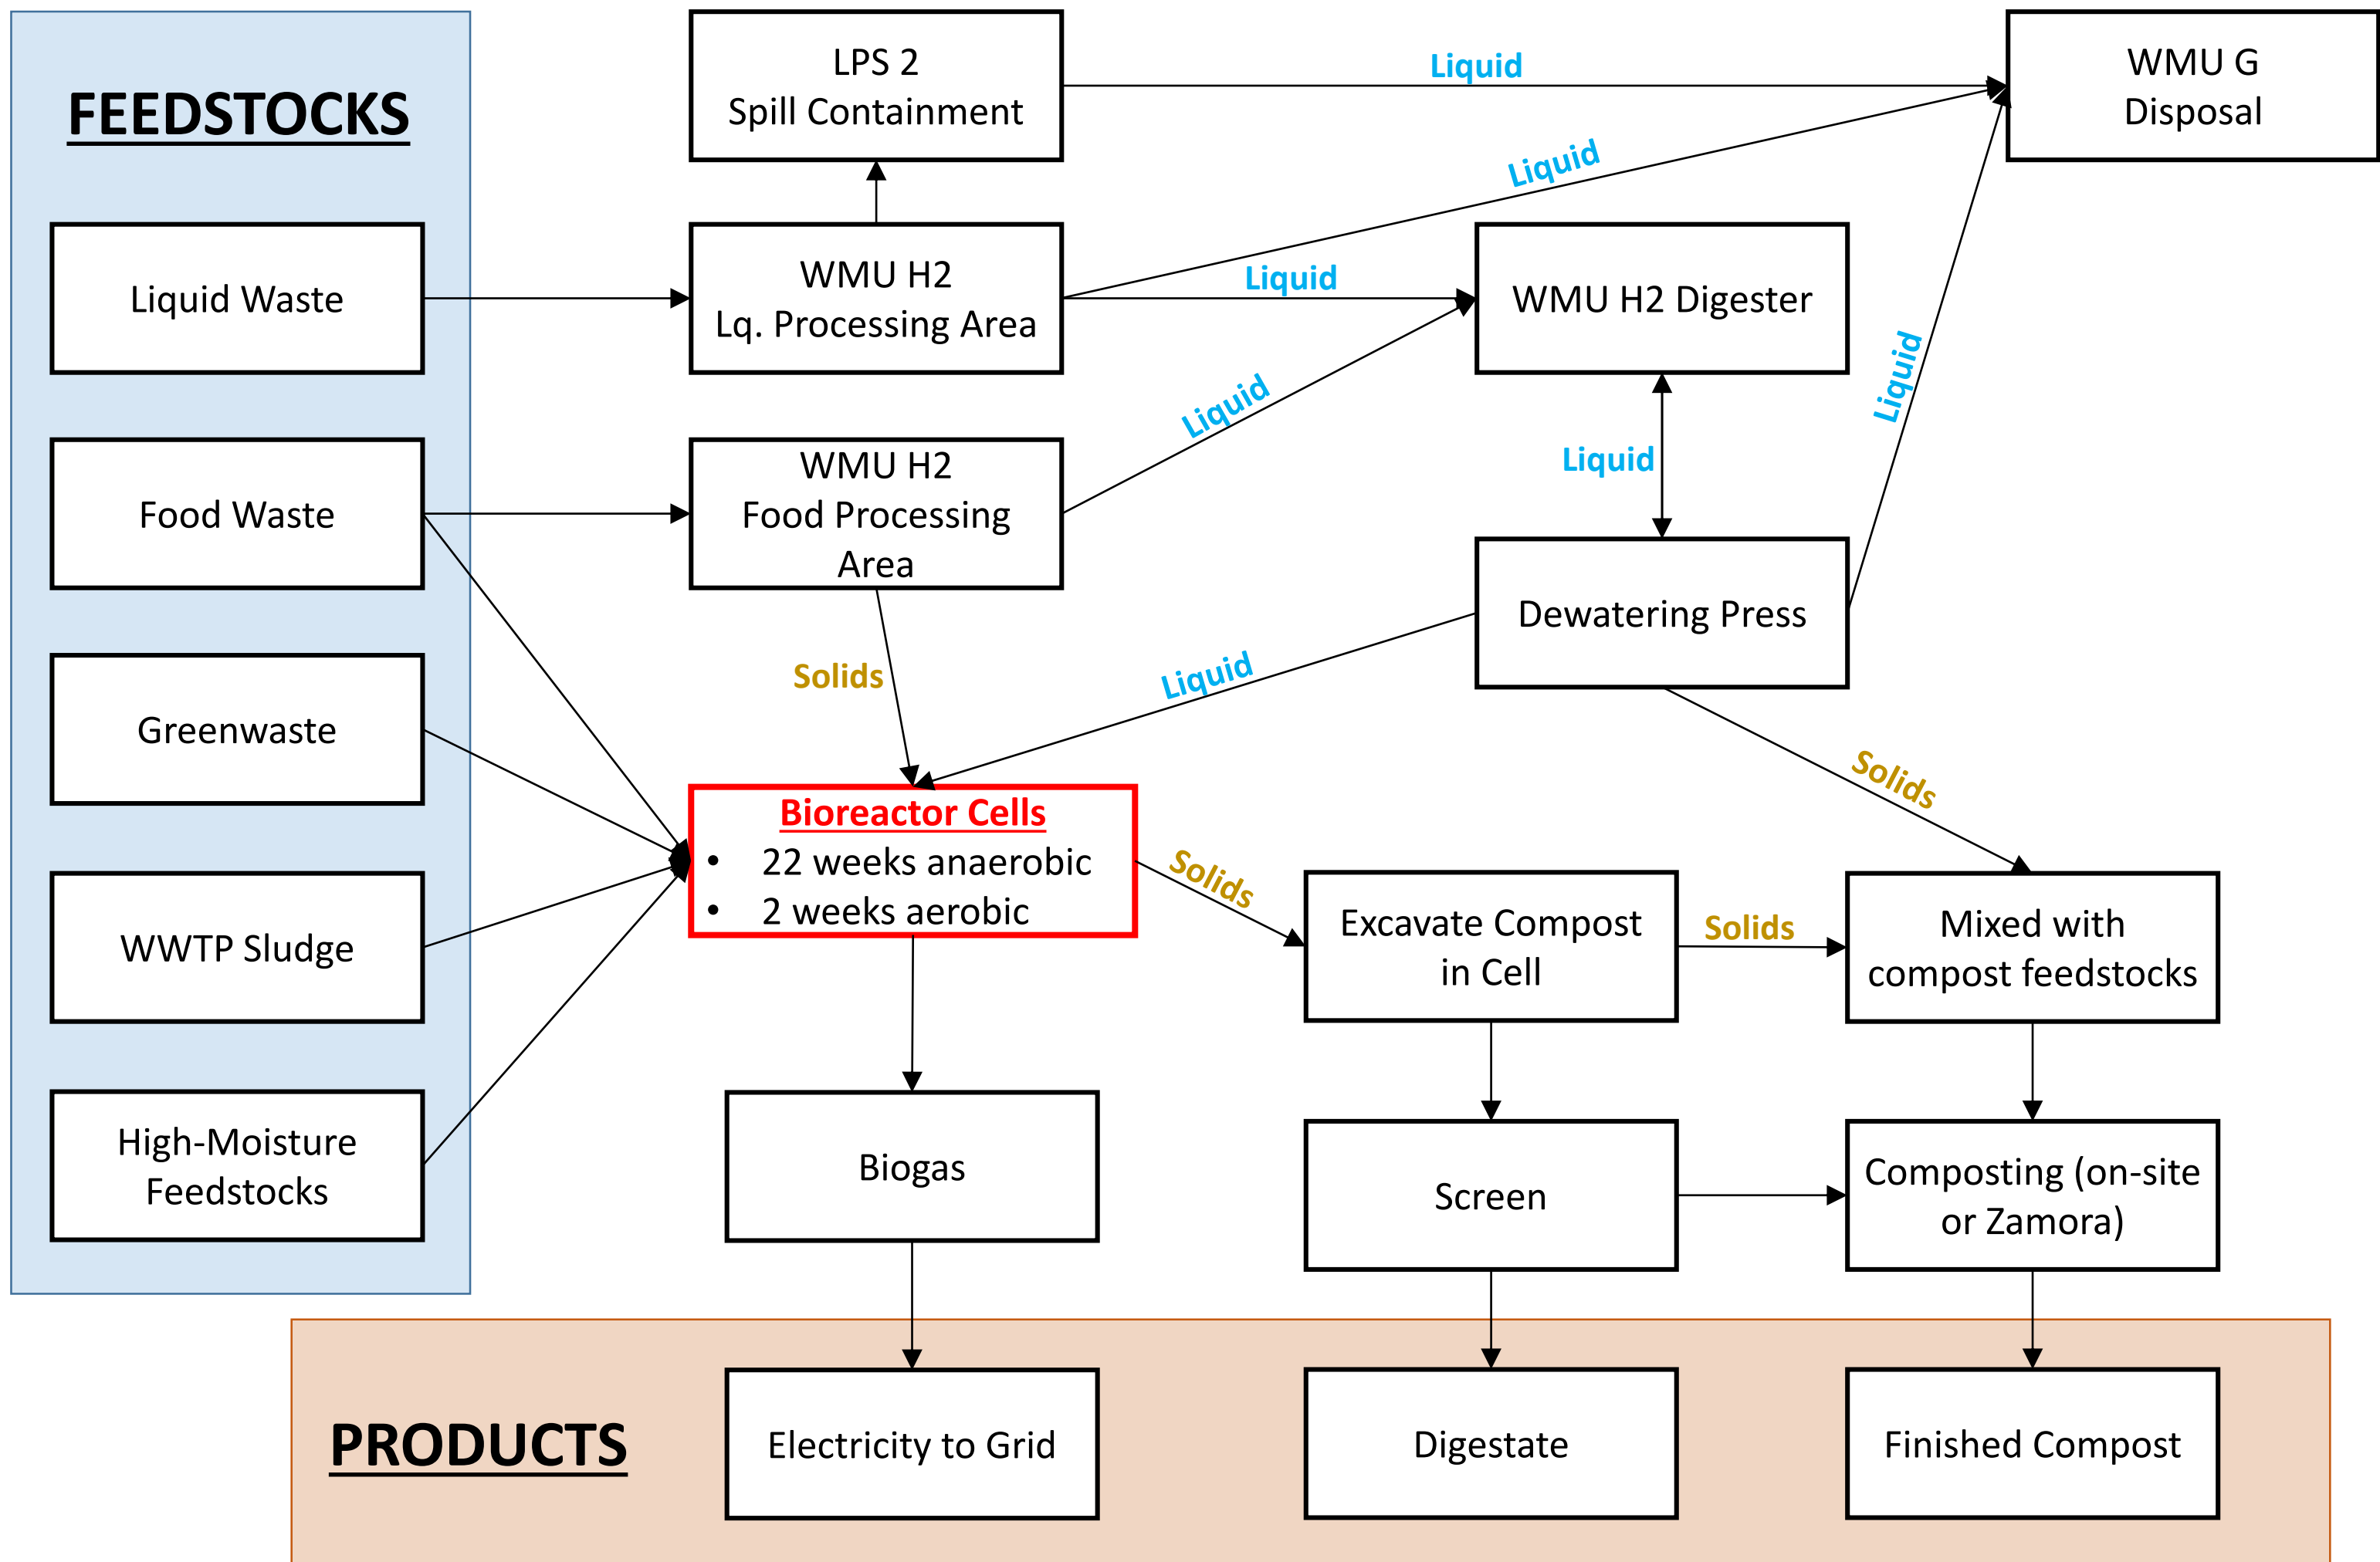 FEEDSTOCKS
Liquid Waste
Food Waste
Greenwaste
WWTP Sludge
High-Moisture
Feedstocks
LPS 2
Spill Containment
Liquid
WMU G
Disposal
Liquid
WMU H2
Lq. Processing Area
Liquid
WMU H2 Digester
Liquid
WMU H2
Food Processing
Area
Liquid
Liquid
Dewatering Press
Solids
Liquid
Solids
Bioreactor Cells
• 22 weeks anaerobic
• 2 weeks aerobic
Solids
Excavate Compost
in Cell
Solids
Mixed with
compost feedstocks
Biogas
Screen
Composting (on-site
or Zamora)
PRODUCTS
Electricity to Grid
Digestate
Finished Compost